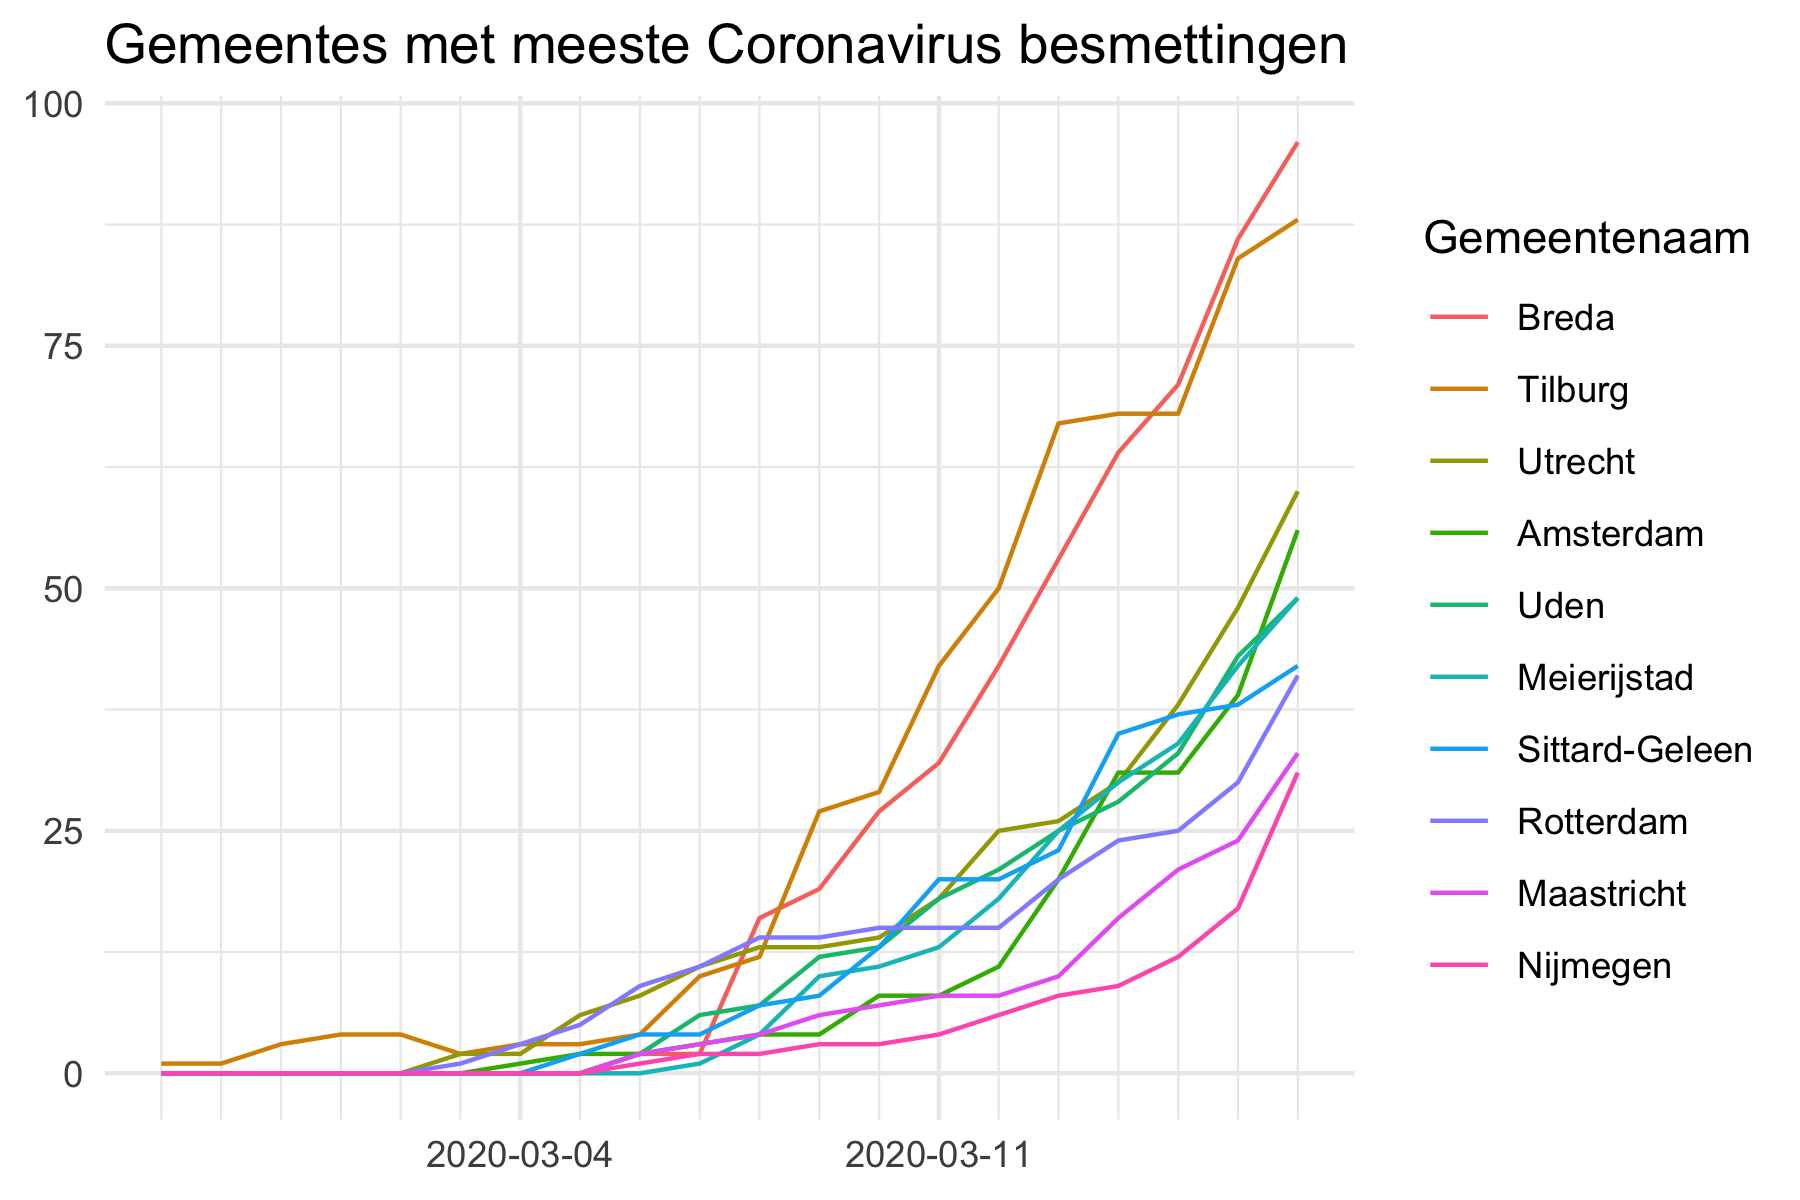 Gemeentes met meeste Coronavirus besmettingen
100
75
50
25
0
2020-03-04
2020-03-11
Gemeentenaam
Breda
Tilburg
Utrecht
Amsterdam
Uden
Meierijstad
Sittard-Geleen
Rotterdam
Maastricht
Nijmegen